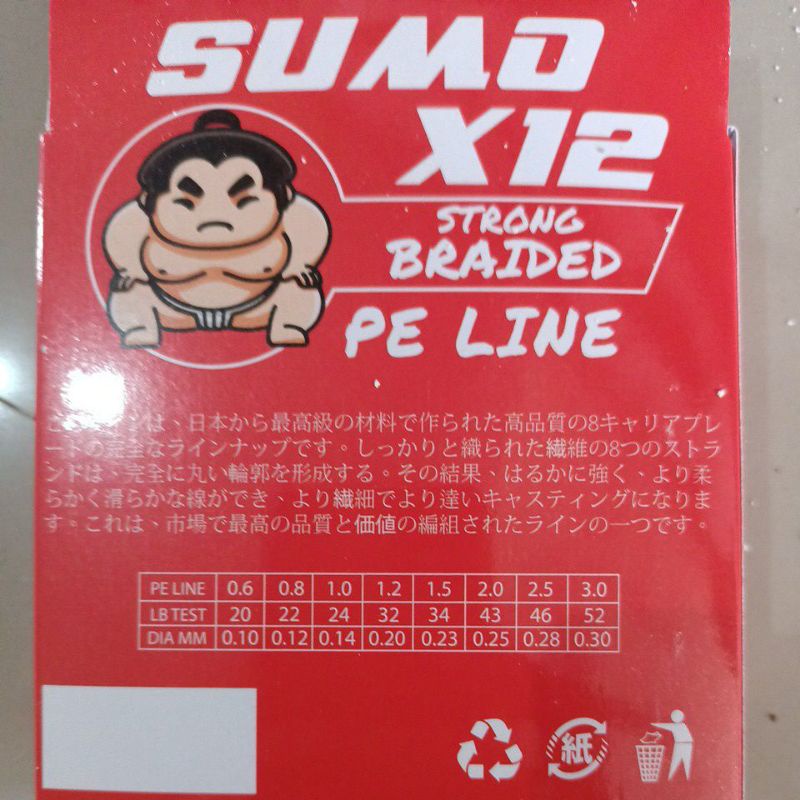 SUMO
X12
STRONG
BRAIDED
PE LINE
は、日本から最高級の材料で作られた高品質の8キャリアブレ
ードの完全なラインナップです。しっかりと織られた繊維の8つのストラ
ンドは、完全に丸い輪郭を形成する。その結果、はるかに強く、より柔
らかく滑らかな線ができ、より繊細でより達いキャスティングになりま
す。これは、市場で最高の品質と価値の編組されたラインの一つです。
PE LINE 0.6 0.8 1.0 1.2 1.5 2.0 2.5 3.0
LB TEST 20 22 24 32 34 43 46 52
DIA MM 0.10 0.12 0.14 0.20 0.23 0.25 0.28 0.30
紙